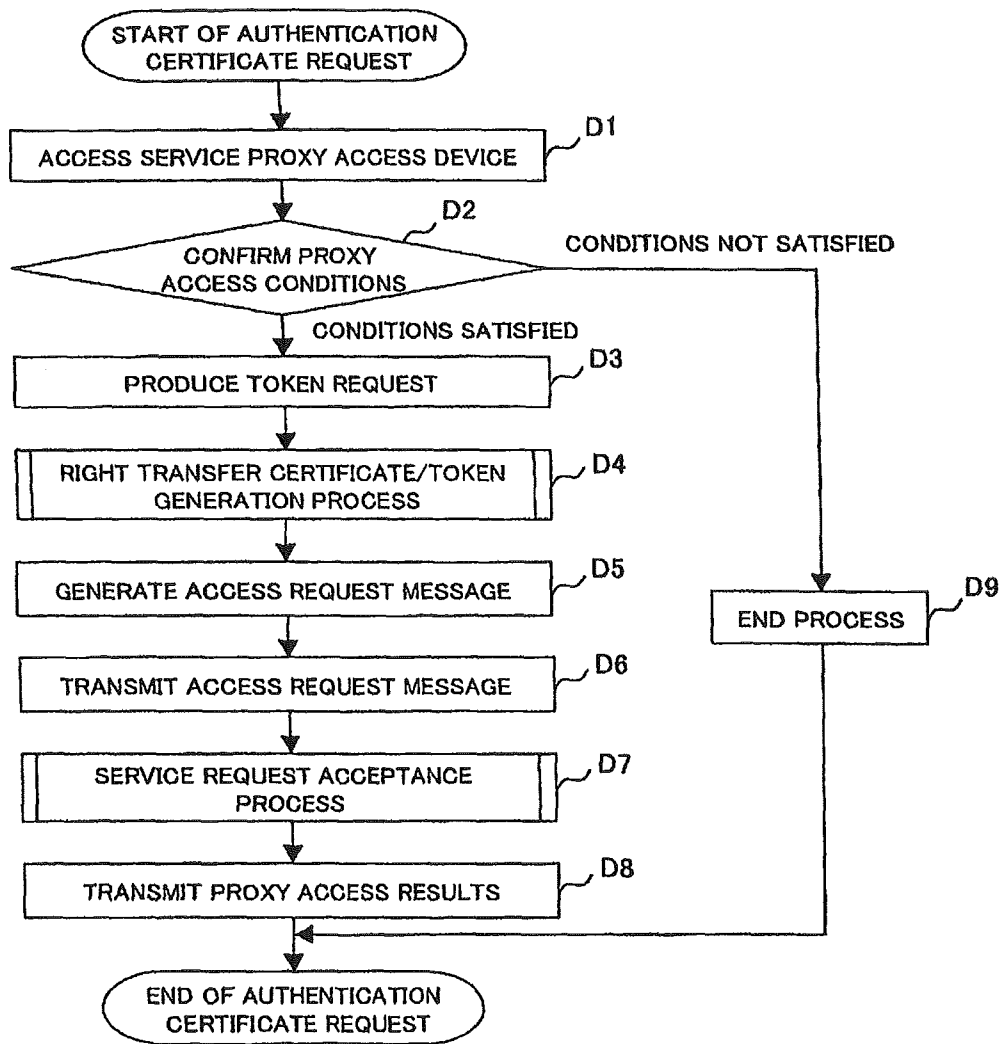 START OF AUTHENTICATION
CERTIFICATE REQUEST
D1
ACCESS SERVICE PROXY ACCESS DEVICE
D2
CONFIRM PROXY
ACCESS CONDITIONS
CONDITIONS NOT SATISFIED
CONDITIONS SATISFIED
D3
PRODUCE TOKEN REQUEST
D4
RIGHT TRANSFER CERTIFICATE/TOKEN
GENERATION PROCESS
D5
GENERATE ACCESS REQUEST MESSAGE
D9
END PROCESS
D6
TRANSMIT ACCESS REQUEST MESSAGE
D7
SERVICE REQUEST ACCEPTANCE
PROCESS
D8
TRANSMIT PROXY ACCESS RESULTS
END OF AUTHENTICATION
CERTIFICATE REQUEST